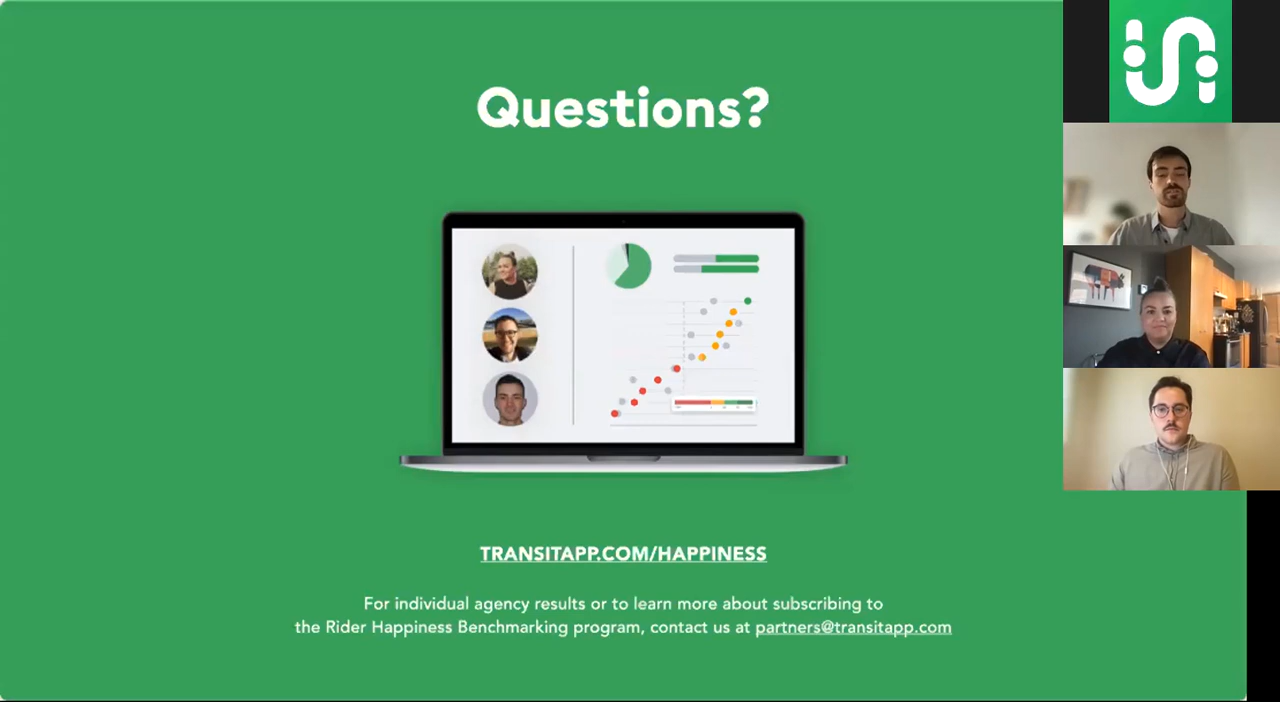 Questions?
TRANSITAPP.COM/HAPPINESS
For individual agency results or to learn more about subscribing to
the Rider Happiness Benchmarking program, contact us at partners@transitapp.com